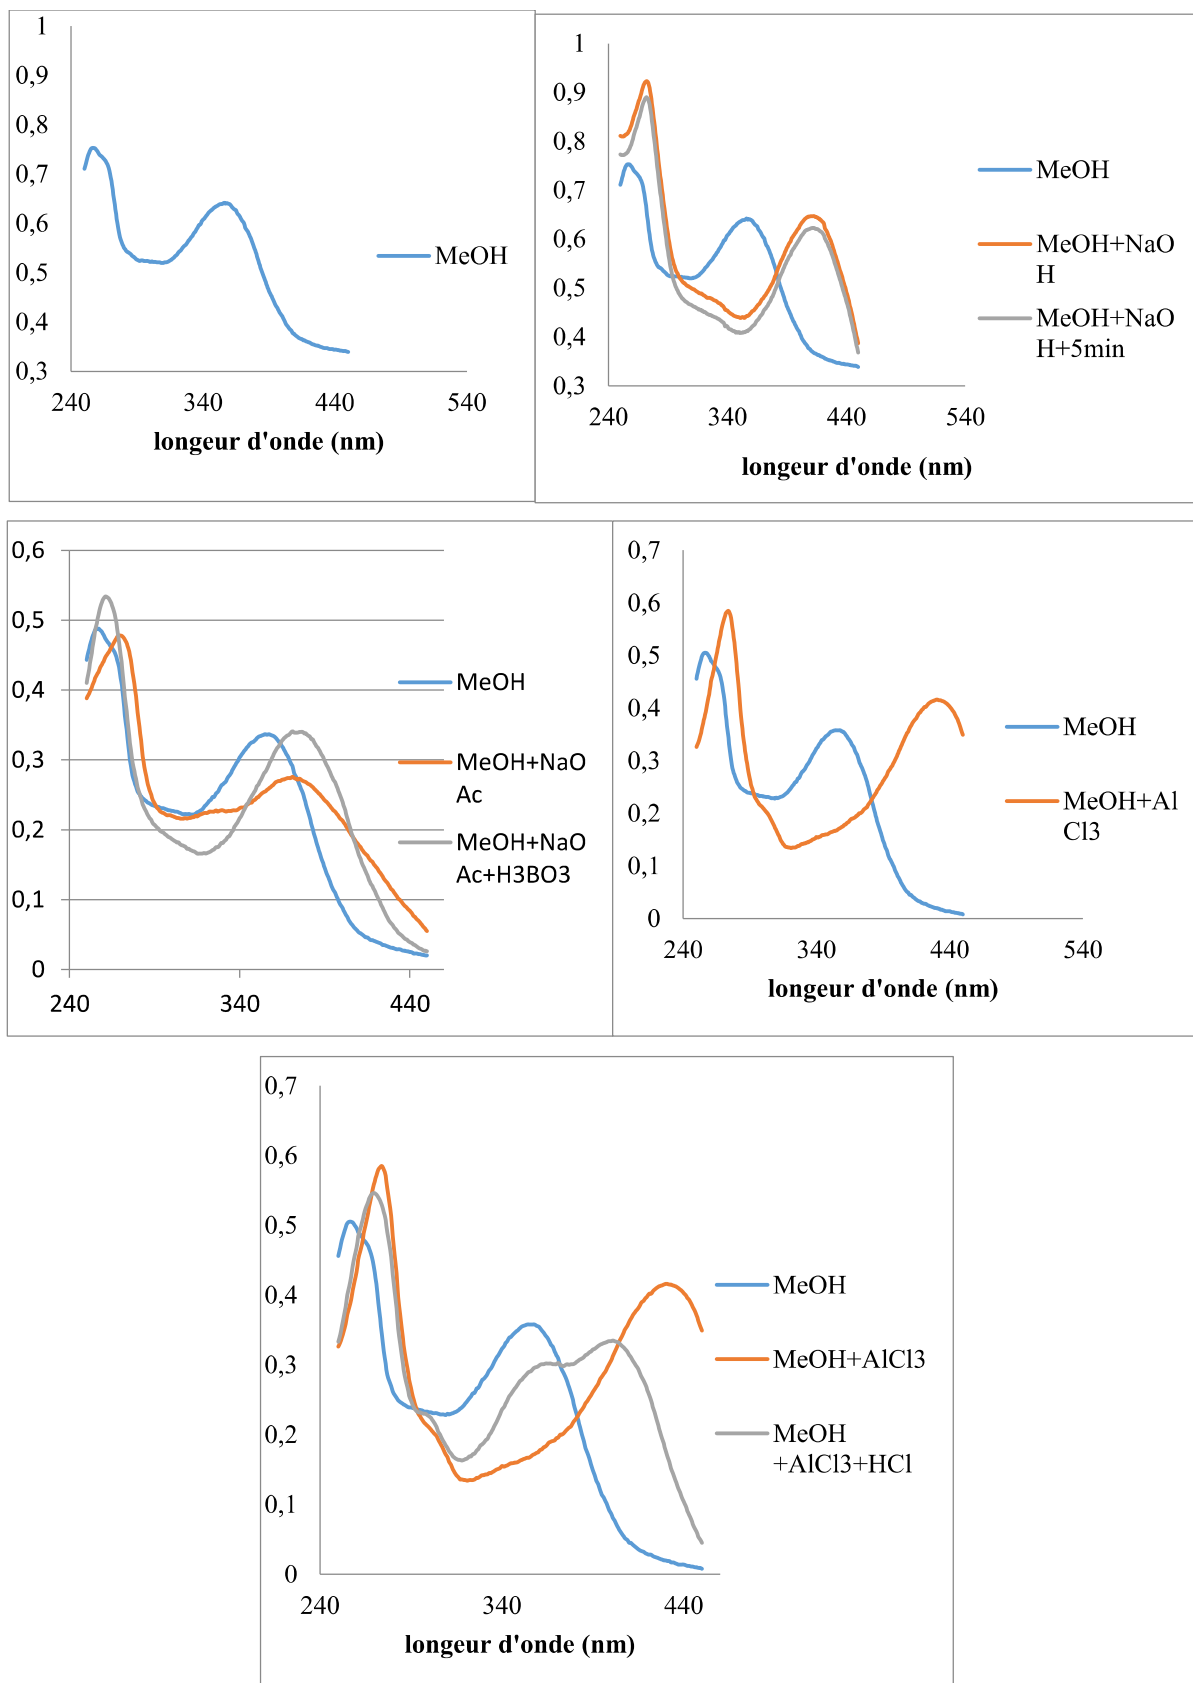 1
0,9
0,8
0,7
0,6
0,5
0,4
0,3
240 340 440 540
longeur d'onde (nm)
MeOH
1
0,9
0,8
0,7
0,6
0,5
0,4
0,3
240 340 440 540
longeur d'onde (nm)
MeOH
MeOH+NaO
H
MeOH+NaO
H+5min
0,6
0,5
0,4
0,3
0,2
0,1
0
240 340 440
MeOH
MeOH+NaO
Ac
MeOH+NaO
Ac+H3BO3
0,7
0,6
0,5
0,4
0,3
0,2
0,1
0
240 340 440 540
longeur d'onde (nm)
MeOH
MeOH+Al
Cl3
0,7
0,6
0,5
0,4
0,3
0,2
0,1
0
240 340 440
longeur d'onde (nm)
MeOH
MeOH+AlCl3
MeOH
+AlCl3+HCl